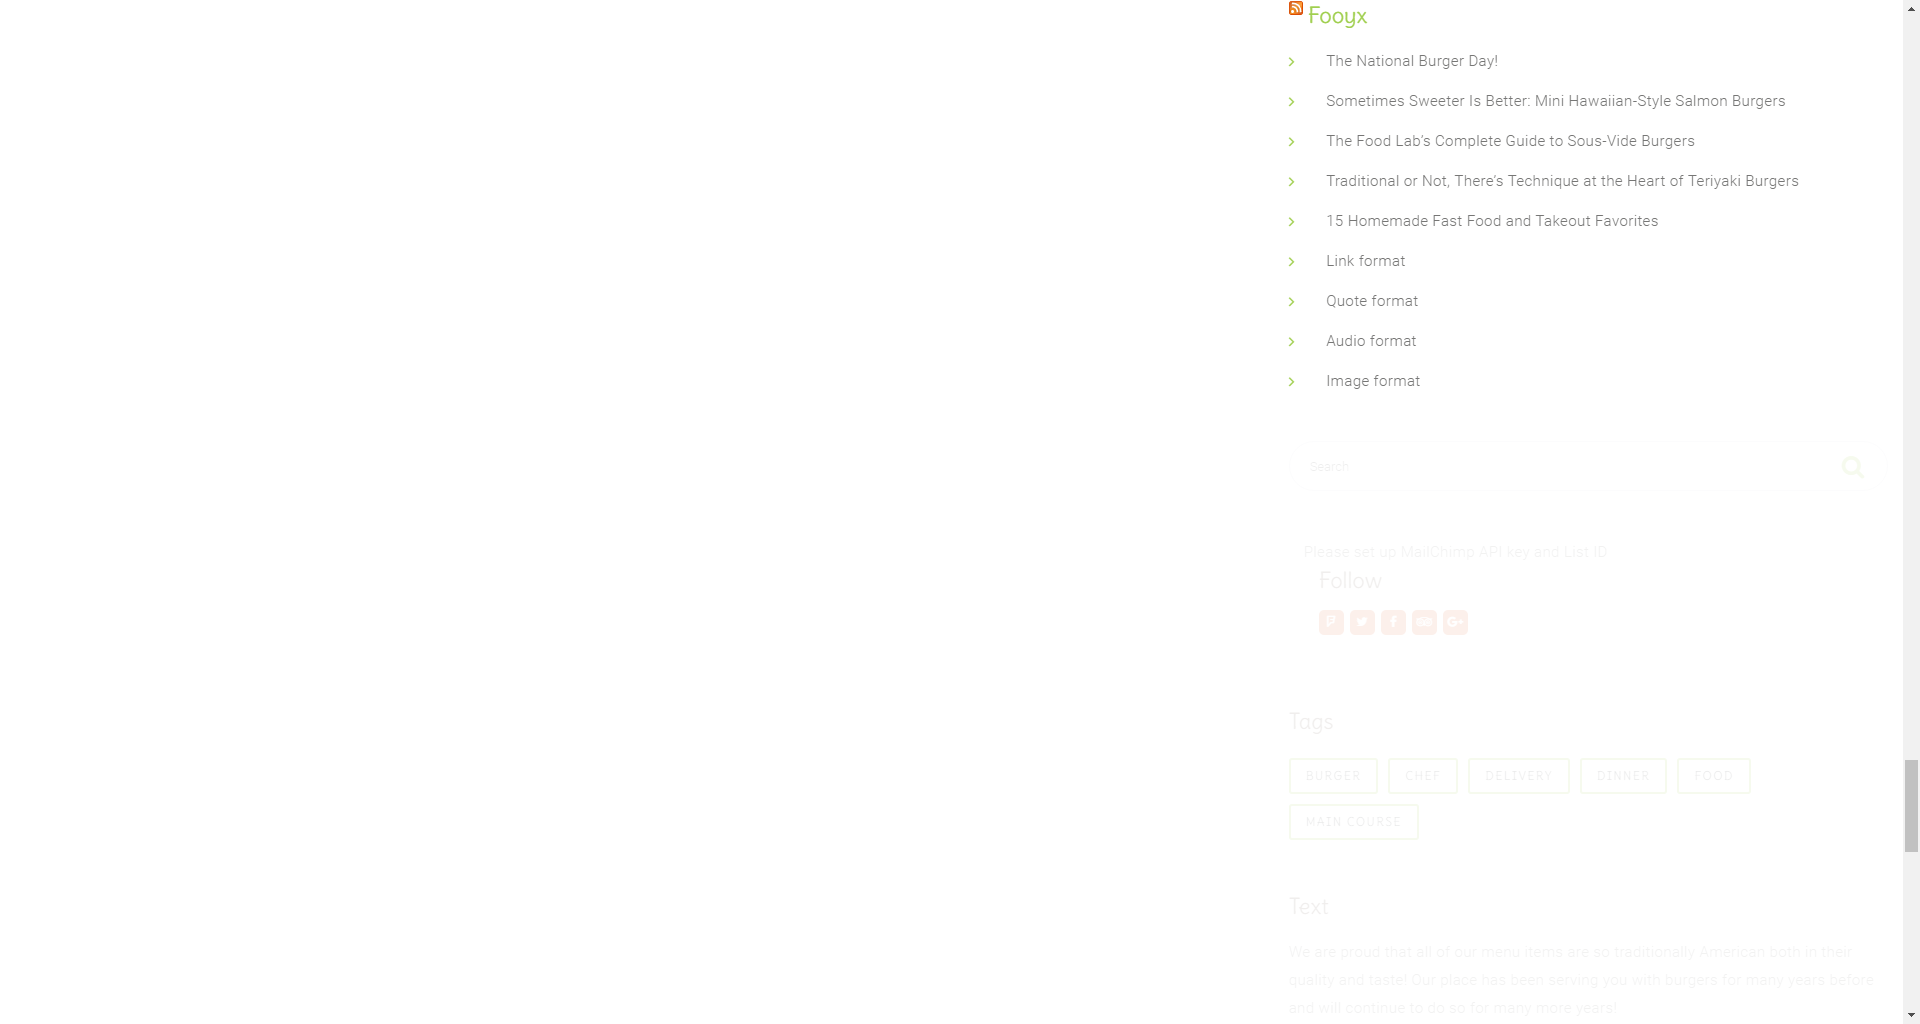 Fooyx
The National Burger Day!
Sometimes Sweeter Is Better: Mini Hawaiian-Style Salmon Burgers
The Food Lab’s Complete Guide to Sous-Vide Burgers
Traditional or Not, There’s Technique at the Heart of Teriyaki Burgers
15 Homemade Fast Food and Takeout Favorites
Link format
Quote format
Audio format
Image format
Search
Please set up MailChimp API key and List ID
Follow
Tags
BURGER CHEF DELIVERY DINNER FOOD
MAIN COURSE
Text
We are proud that all of our menu items are so traditionally American both in their
quality and taste! Our place has been serving you with burgers for many years before
and will continue to do so for many more years!